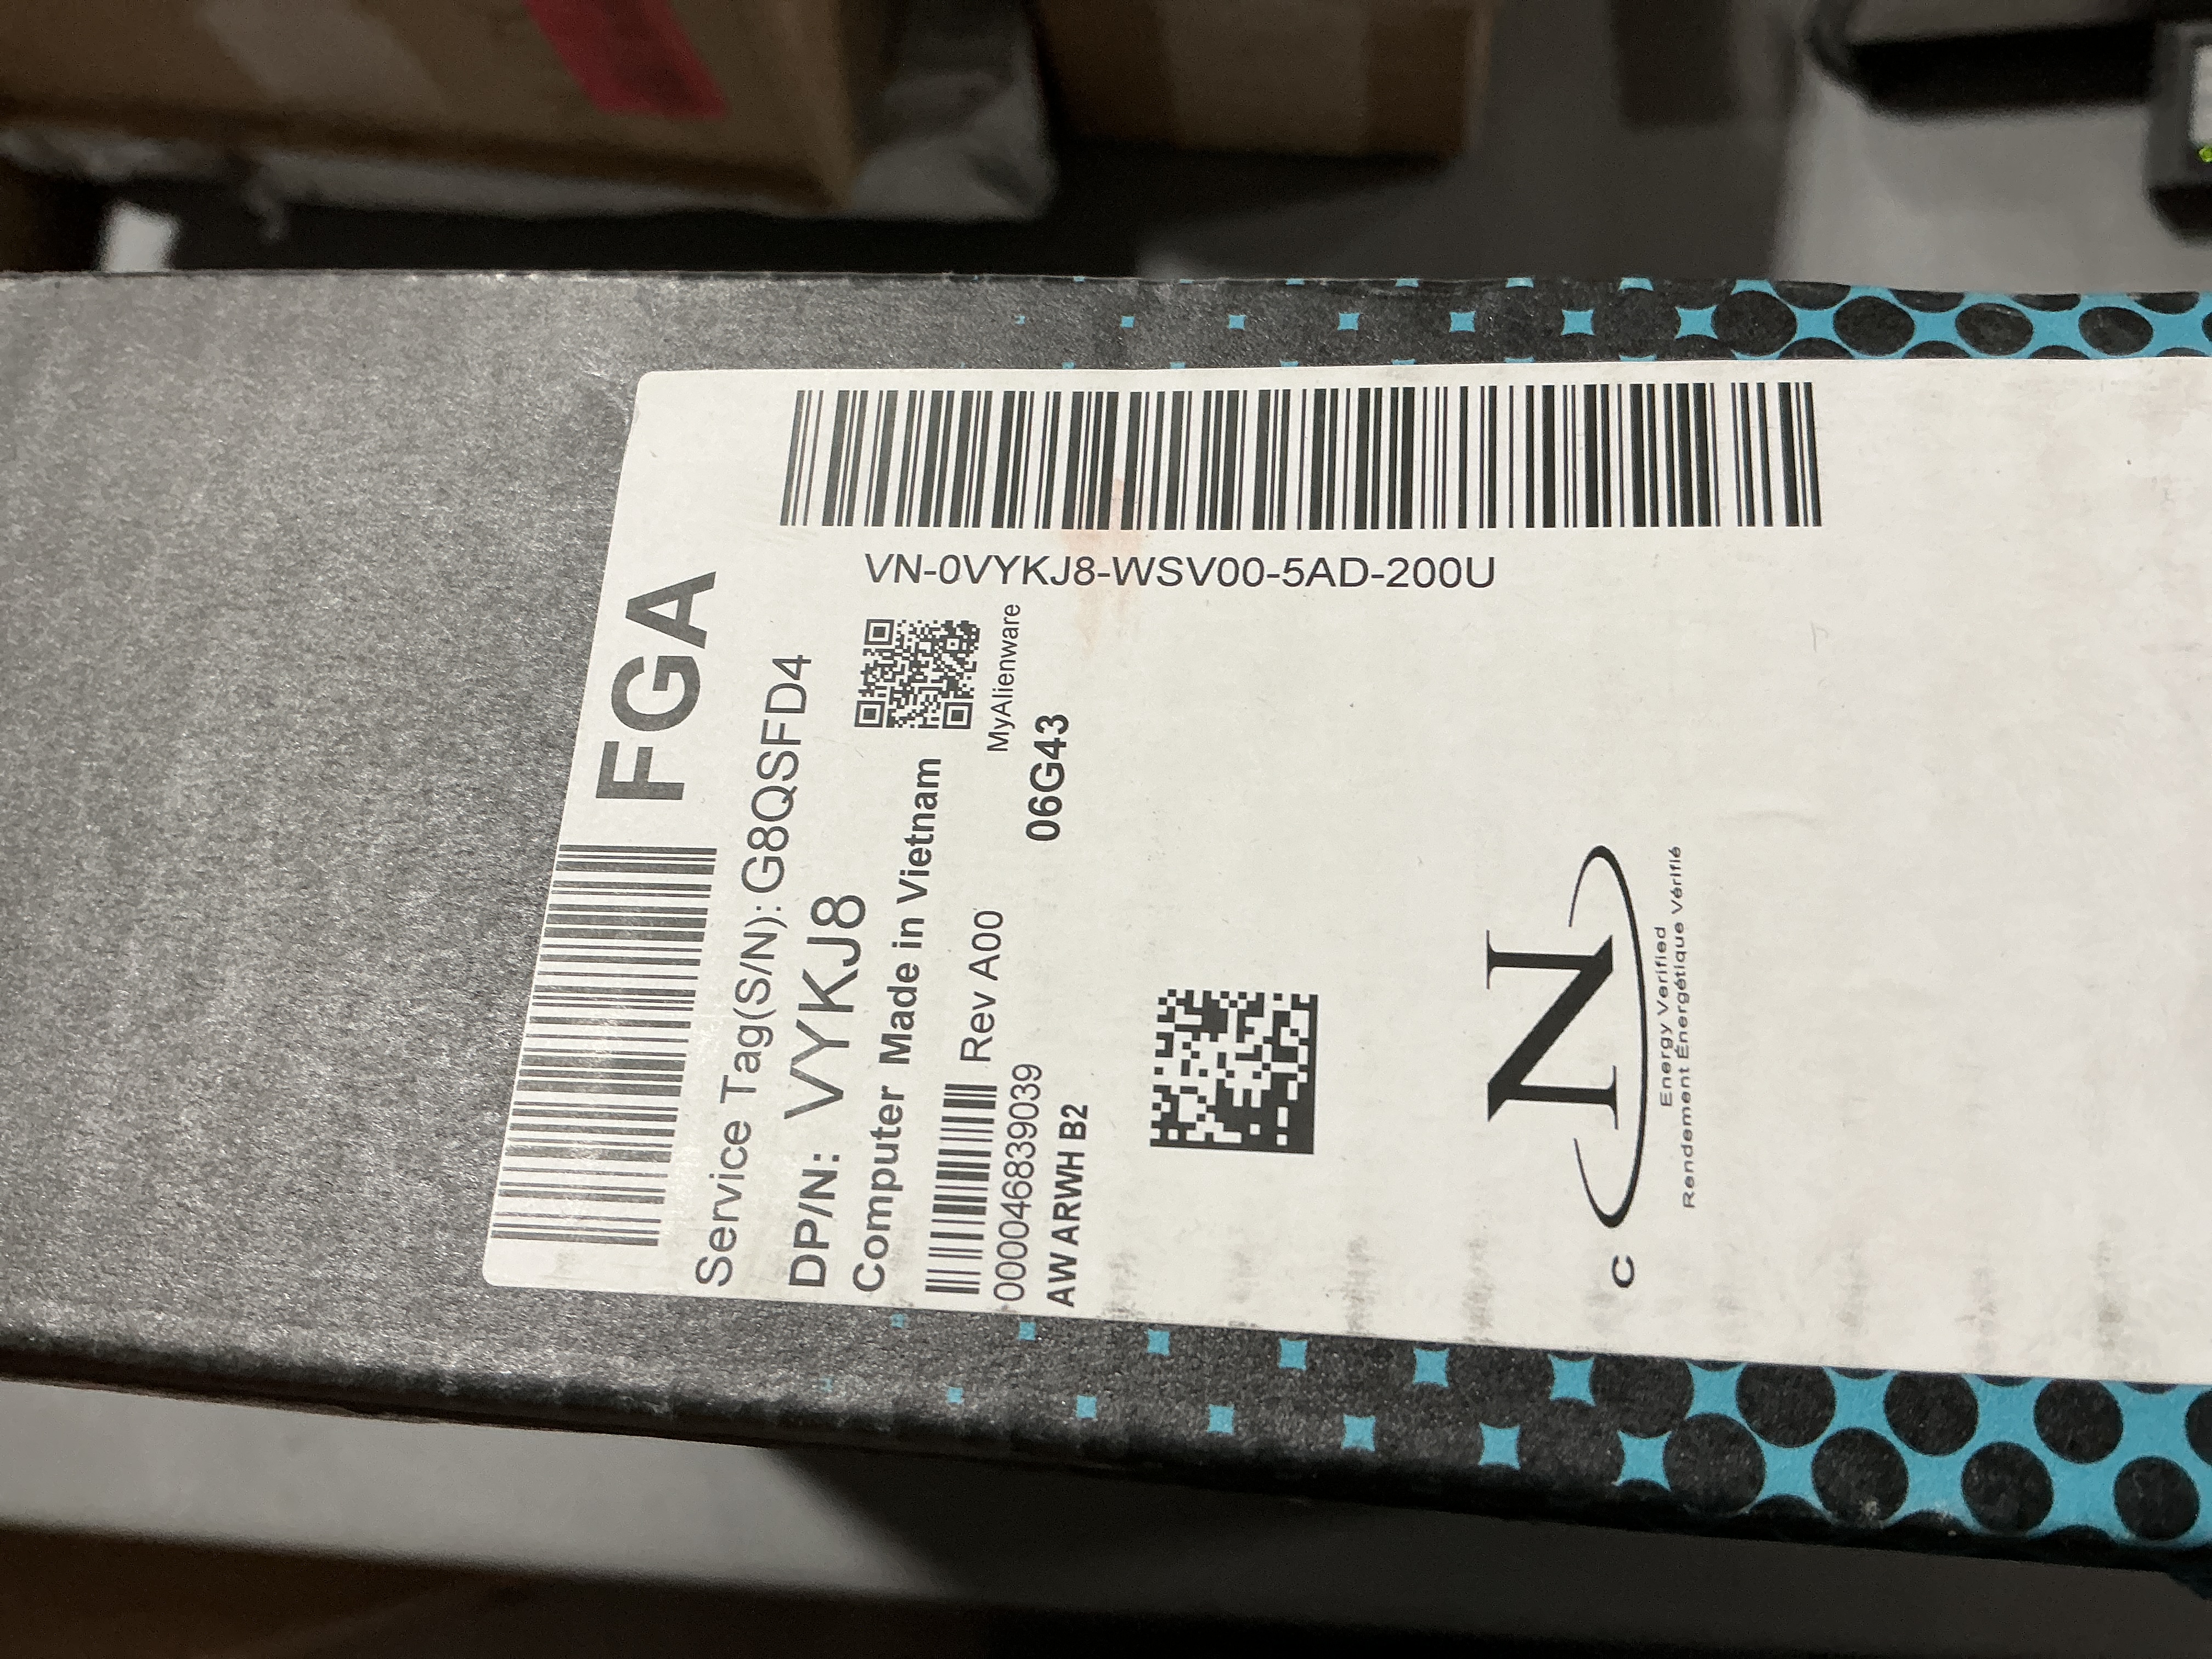 FGA
Service Tag(S/N): G8QSFD4
DP/N: VYKJ8
Computer Made in Vietnam
Rev A00
MyAlienware
000046839039
AW ARWH B2
06G43
VN-0VYKJ8-WSV00-5AD-200U
C N
Energy Verified
Rendement Énergétique Vérifié